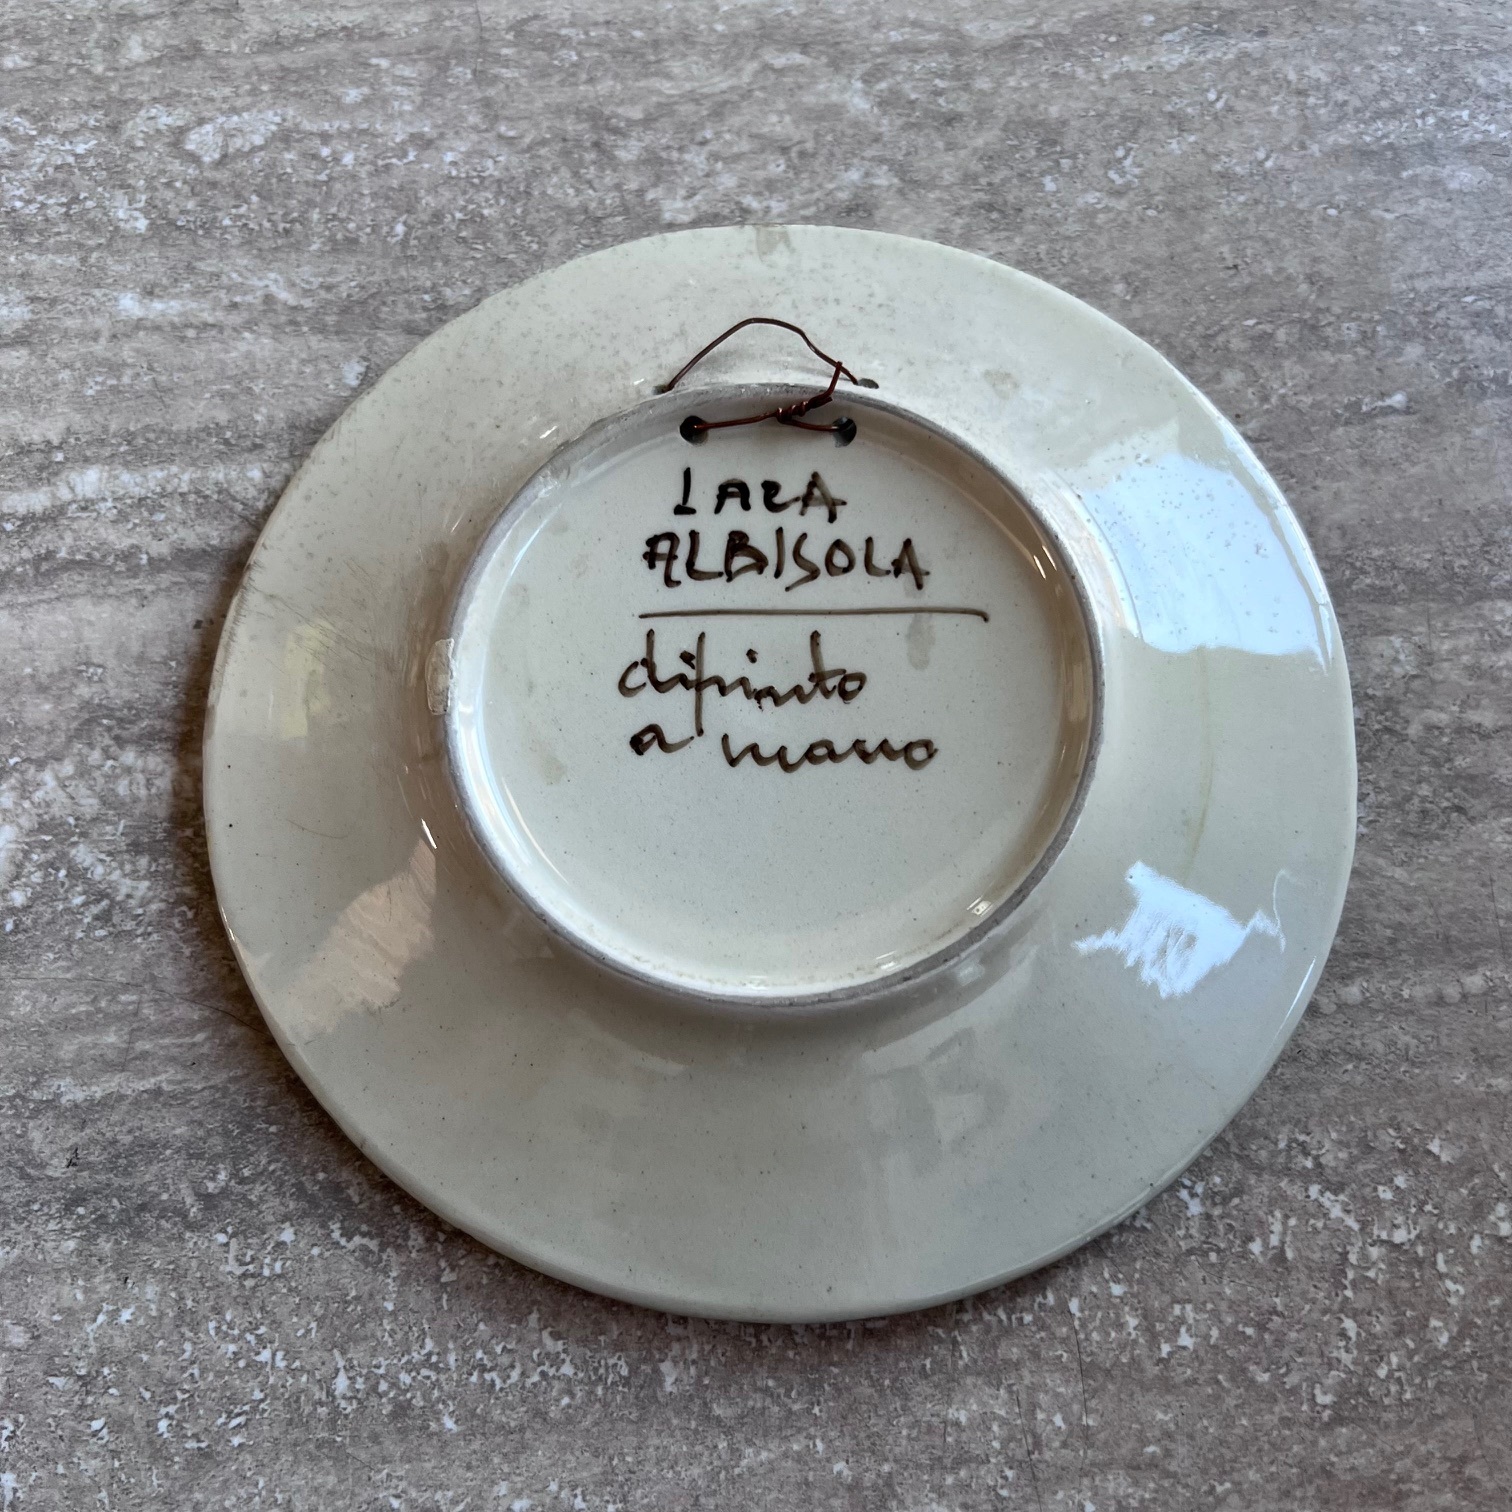 LARA
ALBISOLA
dipinto
a mano